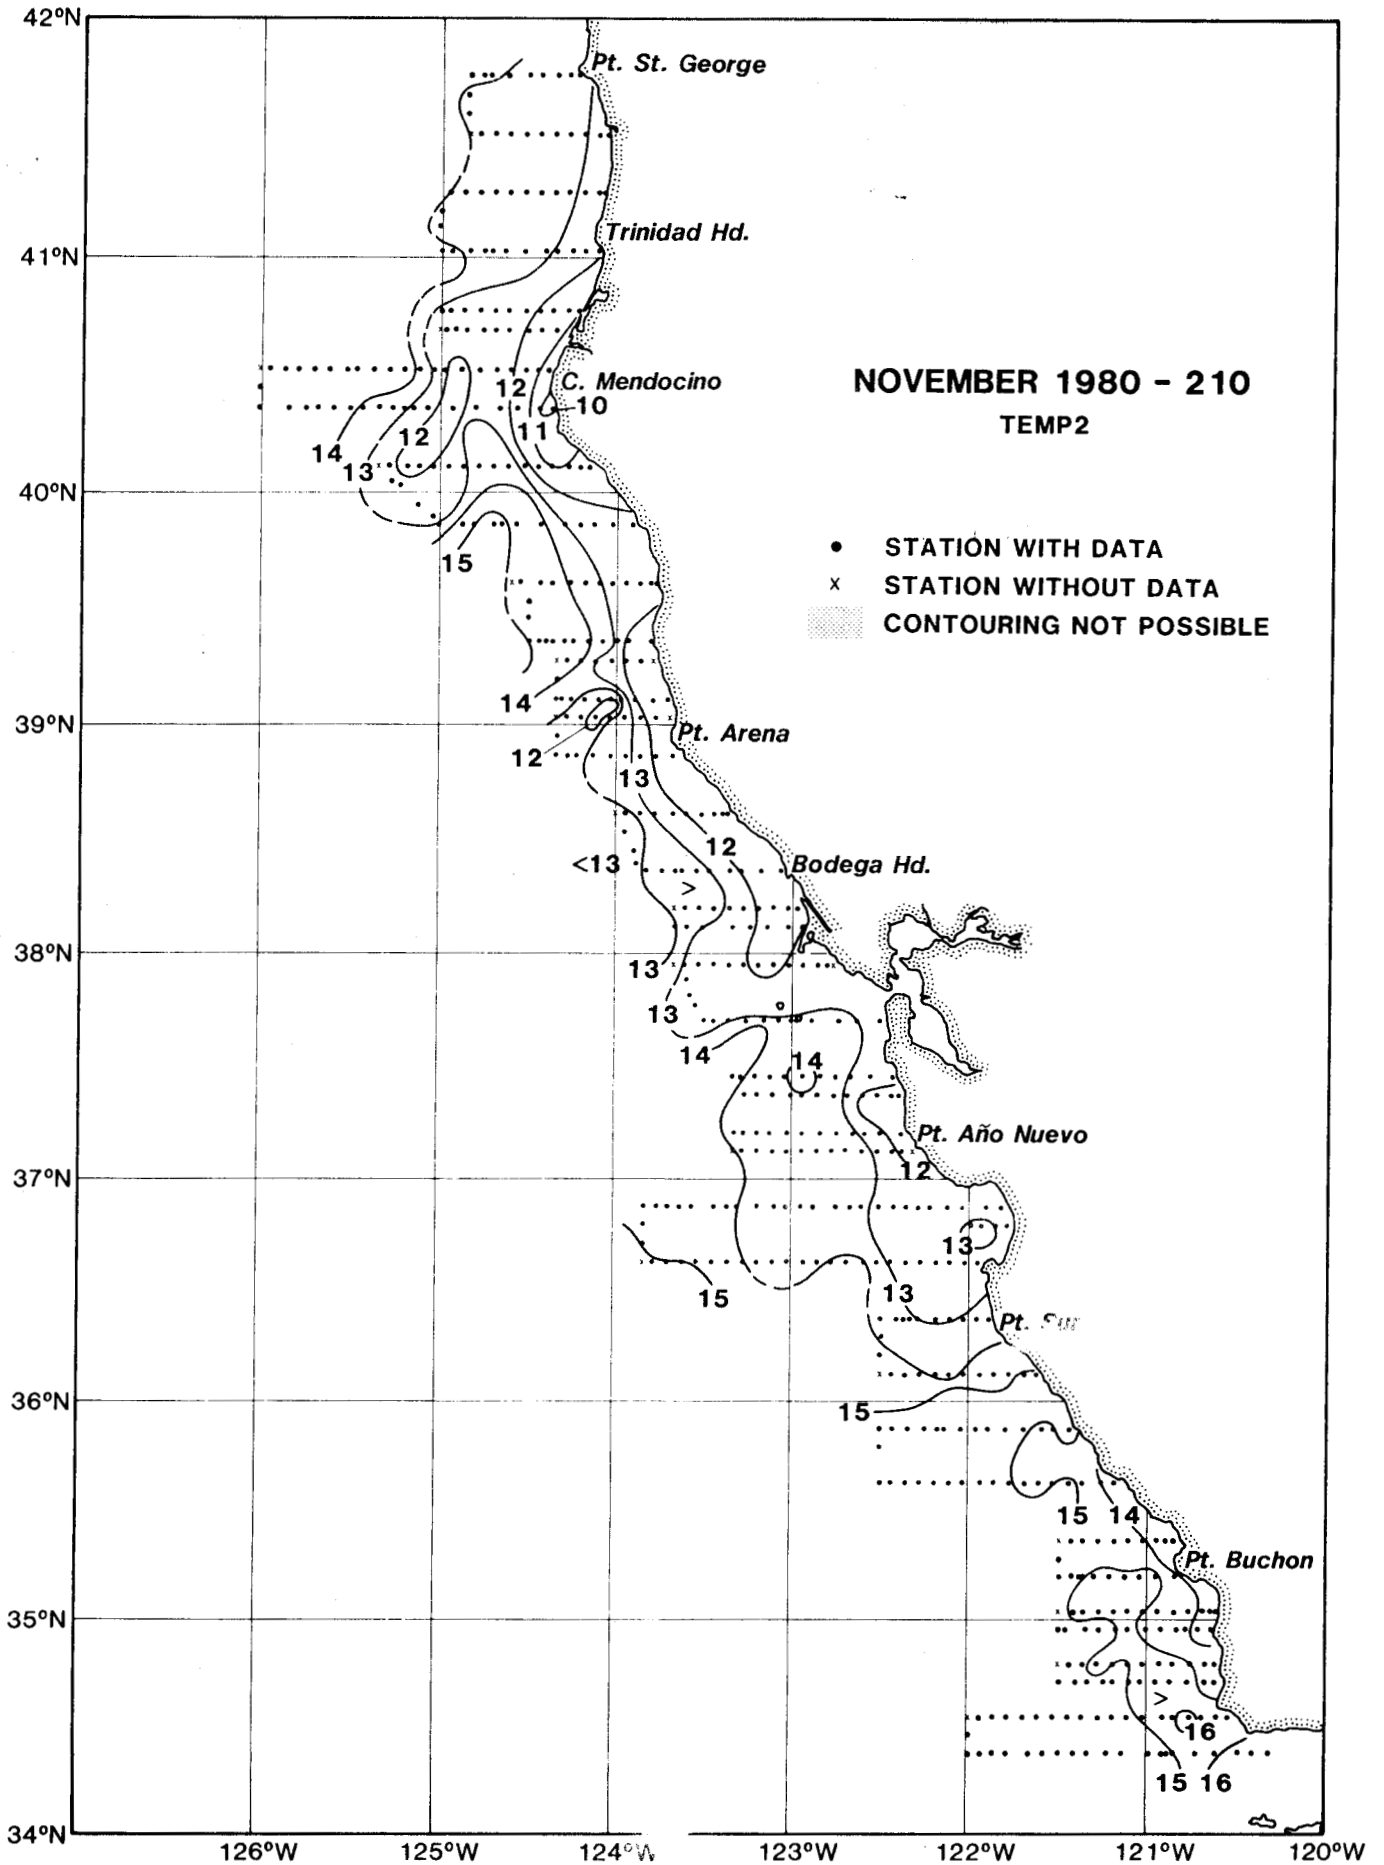 42°N
Pt. St. George
Trinidad Hd.
41°N
12
C. Mendocino
10
11
12
14
13
NOVEMBER 1980 - 210
TEMP2
40°N
15
• STATION WITH DATA
x STATION WITHOUT DATA
CONTOURING NOT POSSIBLE
14
39°N
Pt. Arena
12
13
12
<13
Bodega Hd.
>
38°N
13
13
14
14
Pt. Año Nuevo
12
37°N
13
15
13
Pt. Sur
36°N
15
15 14
Pt. Buchon
35°N
>
16
15 16
34°N
126°W 125°W 124°W 123°W 122°W 121°W 120°W